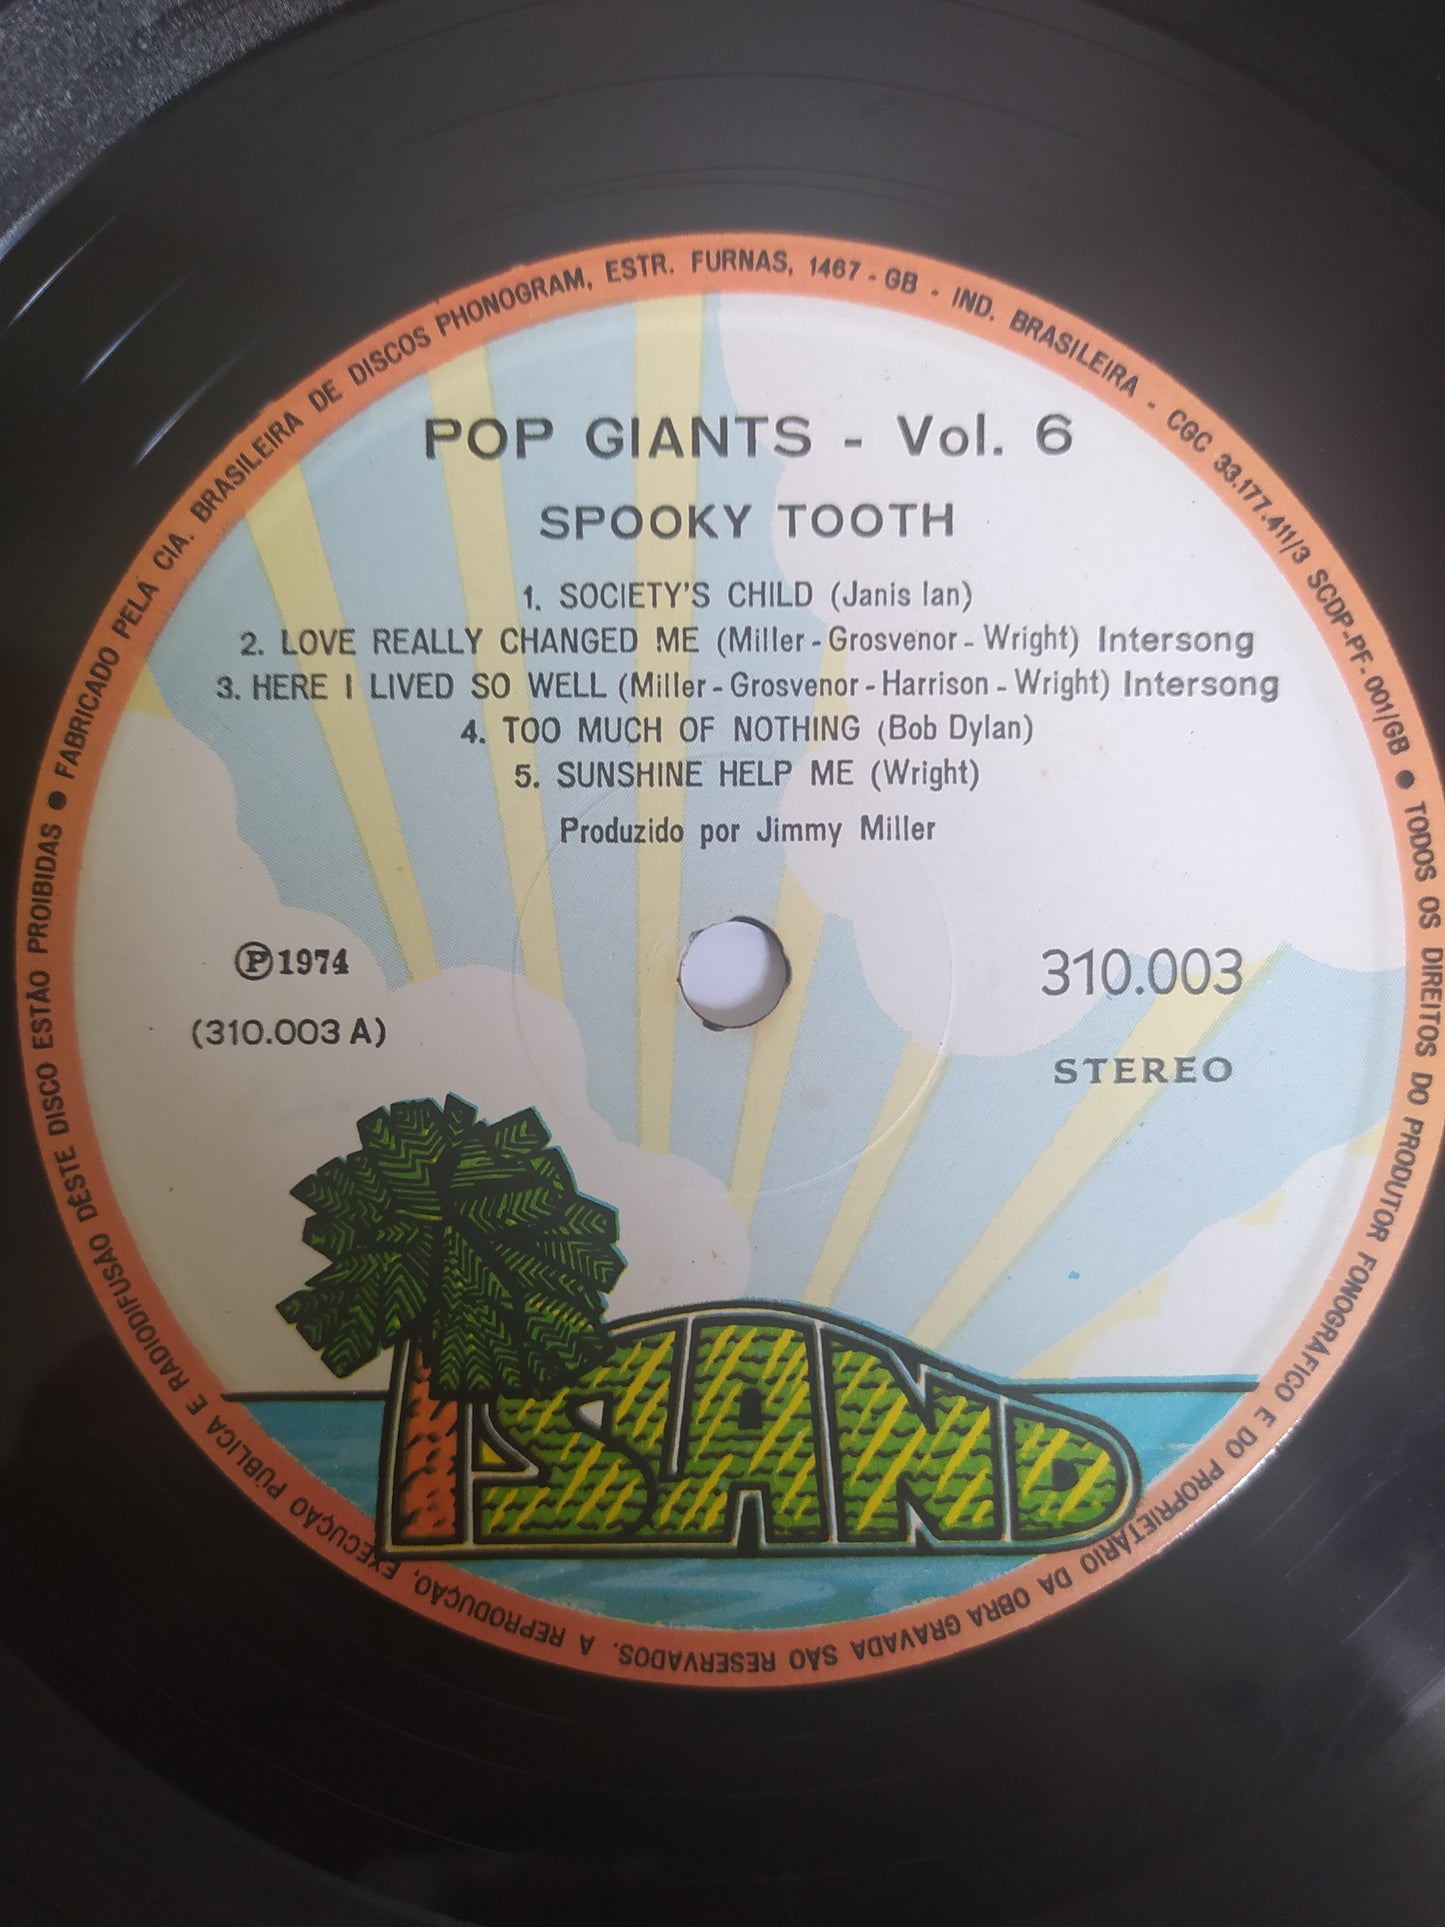 POP GIANTS - Vol. 6
SPOOKY TOOTH
1. SOCIETY'S CHILD (Janis Ian)
2. LOVE REALLY CHANGED ME (Miller - Grosvenor - Wright) Intersong
3. HERE I LIVED SO WELL (Miller - Grosvenor - Harrison - Wright) Intersong
4. TOO MUCH OF NOTHING (Bob Dylan)
5. SUNSHINE HELP ME (Wright)
Produzido por Jimmy Miller
Ⓟ1974
310.003
(310.003 A)
STEREO
ISLAND
● FABRICADO PELA CIA. BRASILEIRA DE DISCOS PHONOGRAM, ESTR. FURNAS, 1467 - GB - IND. BRASILEIRA - CGC 33.177.411/3 SCDP-PF. 001/GB ● TODOS OS DIREITOS DO PRODUTOR FONOGRÁFICO E DO PROPRIETÁRIO DA OBRA GRAVADA SÃO RESERVADOS. A REPRODUÇÃO, EXECUÇÃO PÚBLICA E RADIODIFUSÃO DESTE DISCO ESTÃO PROIBIDAS